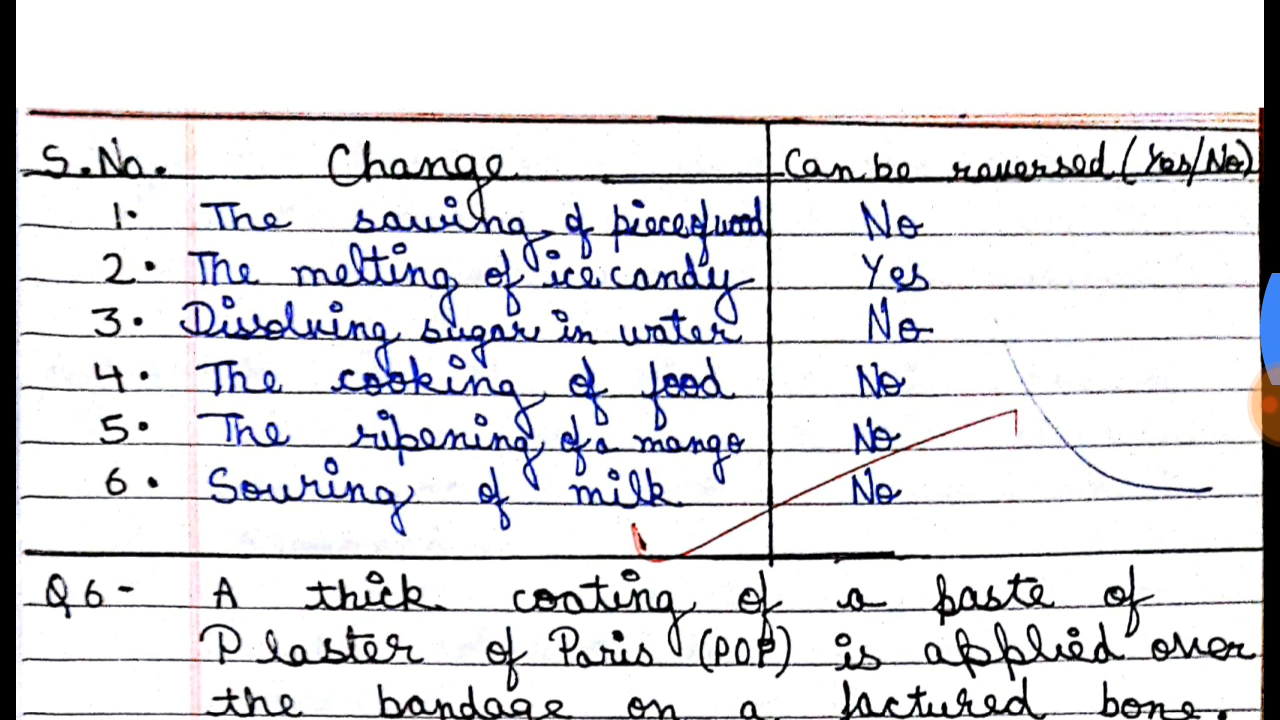 S.No. Change Can be reversed (Yes/No)
1. The sawing of piece of wood No
2. The melting of ice candy Yes
3. Dissolving sugar in water No
4. The cooking of food No
5. The ripening of a mango No
6. Souring of milk No
Q6- A thick coating of a paste of
Plaster of Paris (POP) is applied over
the bandage on a factured bone.